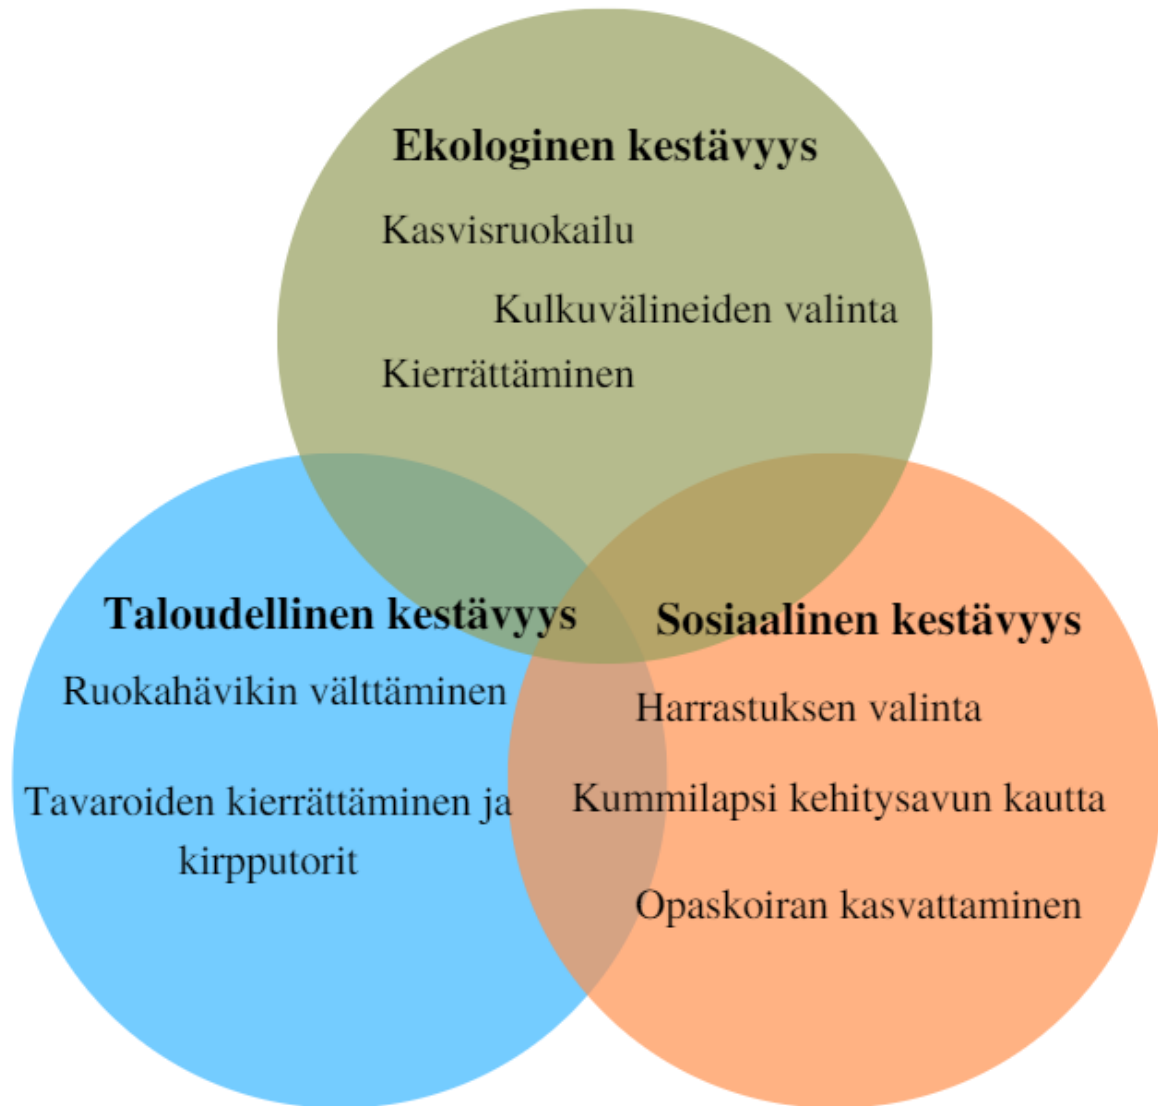 Ekologinen kestävyys
Kasvisruokailu
Kulkuvälineiden valinta
Kierrättäminen
Taloudellinen kestävyys
Ruokahävikin välttäminen
Tavaroiden kierrättäminen ja
kirpputorit
Sosiaalinen kestävyys
Harrastuksen valinta
Kummilapsi kehitysavun kautta
Opaskoiran kasvattaminen